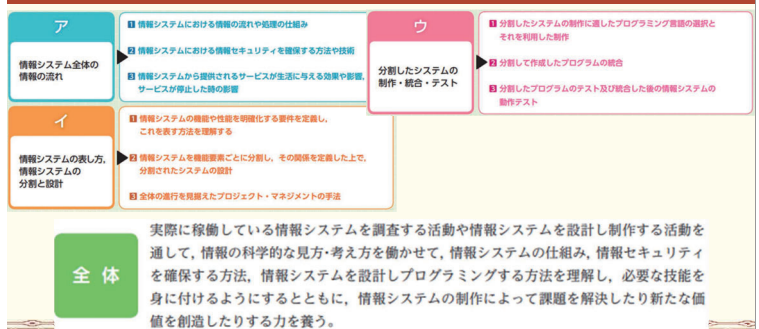 ア
情報システム全体の
情報の流れ
1 情報システムにおける情報の流れや処理の仕組み
2 情報システムにおける情報セキュリティを確保する方法や技術
3 情報システムから提供されるサービスが生活に与える効果や影響,
サービスが停止した時の影響
イ
情報システムの表し方,
情報システムの
分割と設計
1 情報システムの機能や性能を明確化する要件を定義し,
これを表す方法を理解する
2 情報システムを機能要素ごとに分割し, その関係を定義した上で,
分割されたシステムの設計
3 全体の進行を見据えたプロジェクト・マネジメントの手法
ウ
分割したシステムの
制作・統合・テスト
1 分割したシステムの制作に適したプログラミング言語の選択と
それを利用した制作
2 分割して作成したプログラムの統合
3 分割したプログラムのテスト及び統合した後の情報システムの
動作テスト
全体
実際に稼働している情報システムを調査する活動や情報システムを設計し制作する活動を
通して, 情報の科学的な見方・考え方を働かせて, 情報システムの仕組み, 情報セキュリティ
を確保する方法, 情報システムを設計しプログラミングする方法を理解し, 必要な技能を
身に付けるようにするとともに, 情報システムの制作によって課題を解決したり新たな価
値を創造したりする力を養う。